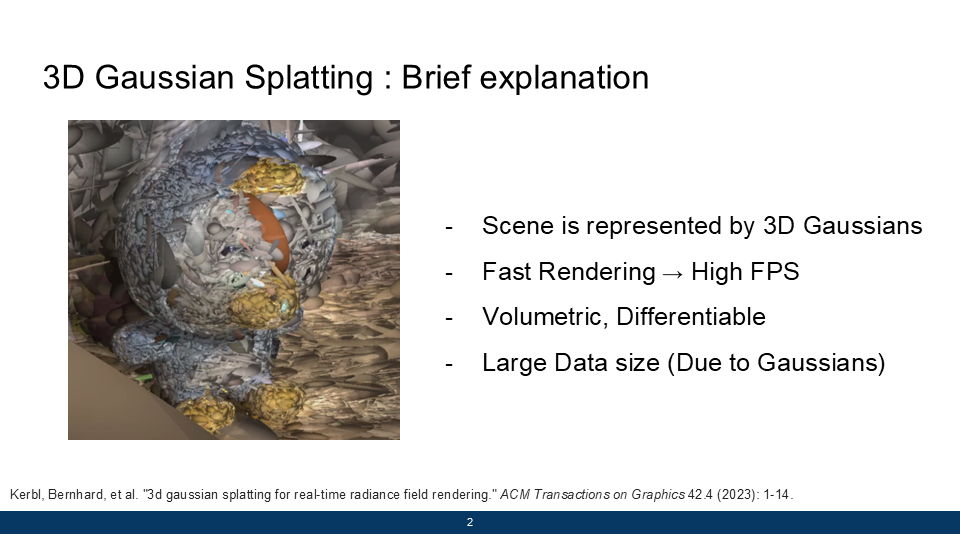 3D Gaussian Splatting : Brief explanation
- Scene is represented by 3D Gaussians
- Fast Rendering → High FPS
- Volumetric, Differentiable
- Large Data size (Due to Gaussians)
Kerbl, Bernhard, et al. "3d gaussian splatting for real-time radiance field rendering." ACM Transactions on Graphics 42.4 (2023): 1-14.
2